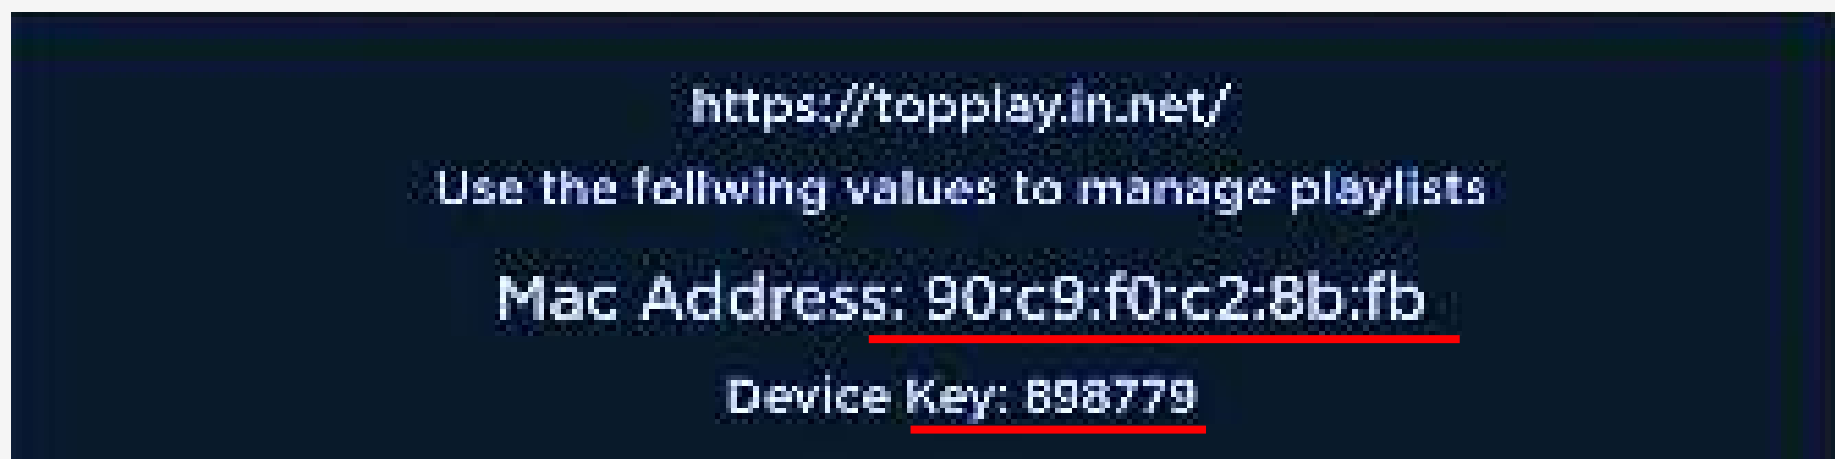 https://topplay.in.net/
Use the follwing values to manage playlists
Mac Address: 90:c9:f0:c2:8b:fb
Device Key: 898779